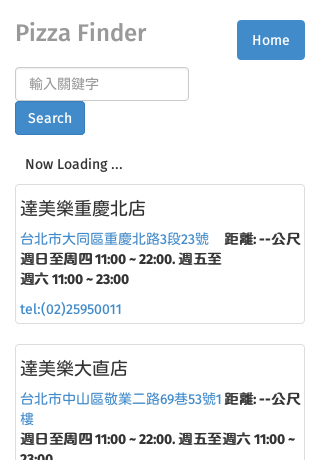 Pizza Finder
Home
輸入關鍵字
Search
Now Loading ...
達美樂重慶北店
台北市大同區重慶北路3段23號 距離: --公尺
週日至周四 11:00 ~ 22:00. 週五至
週六 11:00 ~ 23:00
tel:(02)25950011
達美樂大直店
台北市中山區敬業二路69巷53號1 距離: --公尺
樓
週日至周四 11:00 ~ 22:00. 週五至週六 11:00 ~
23:00